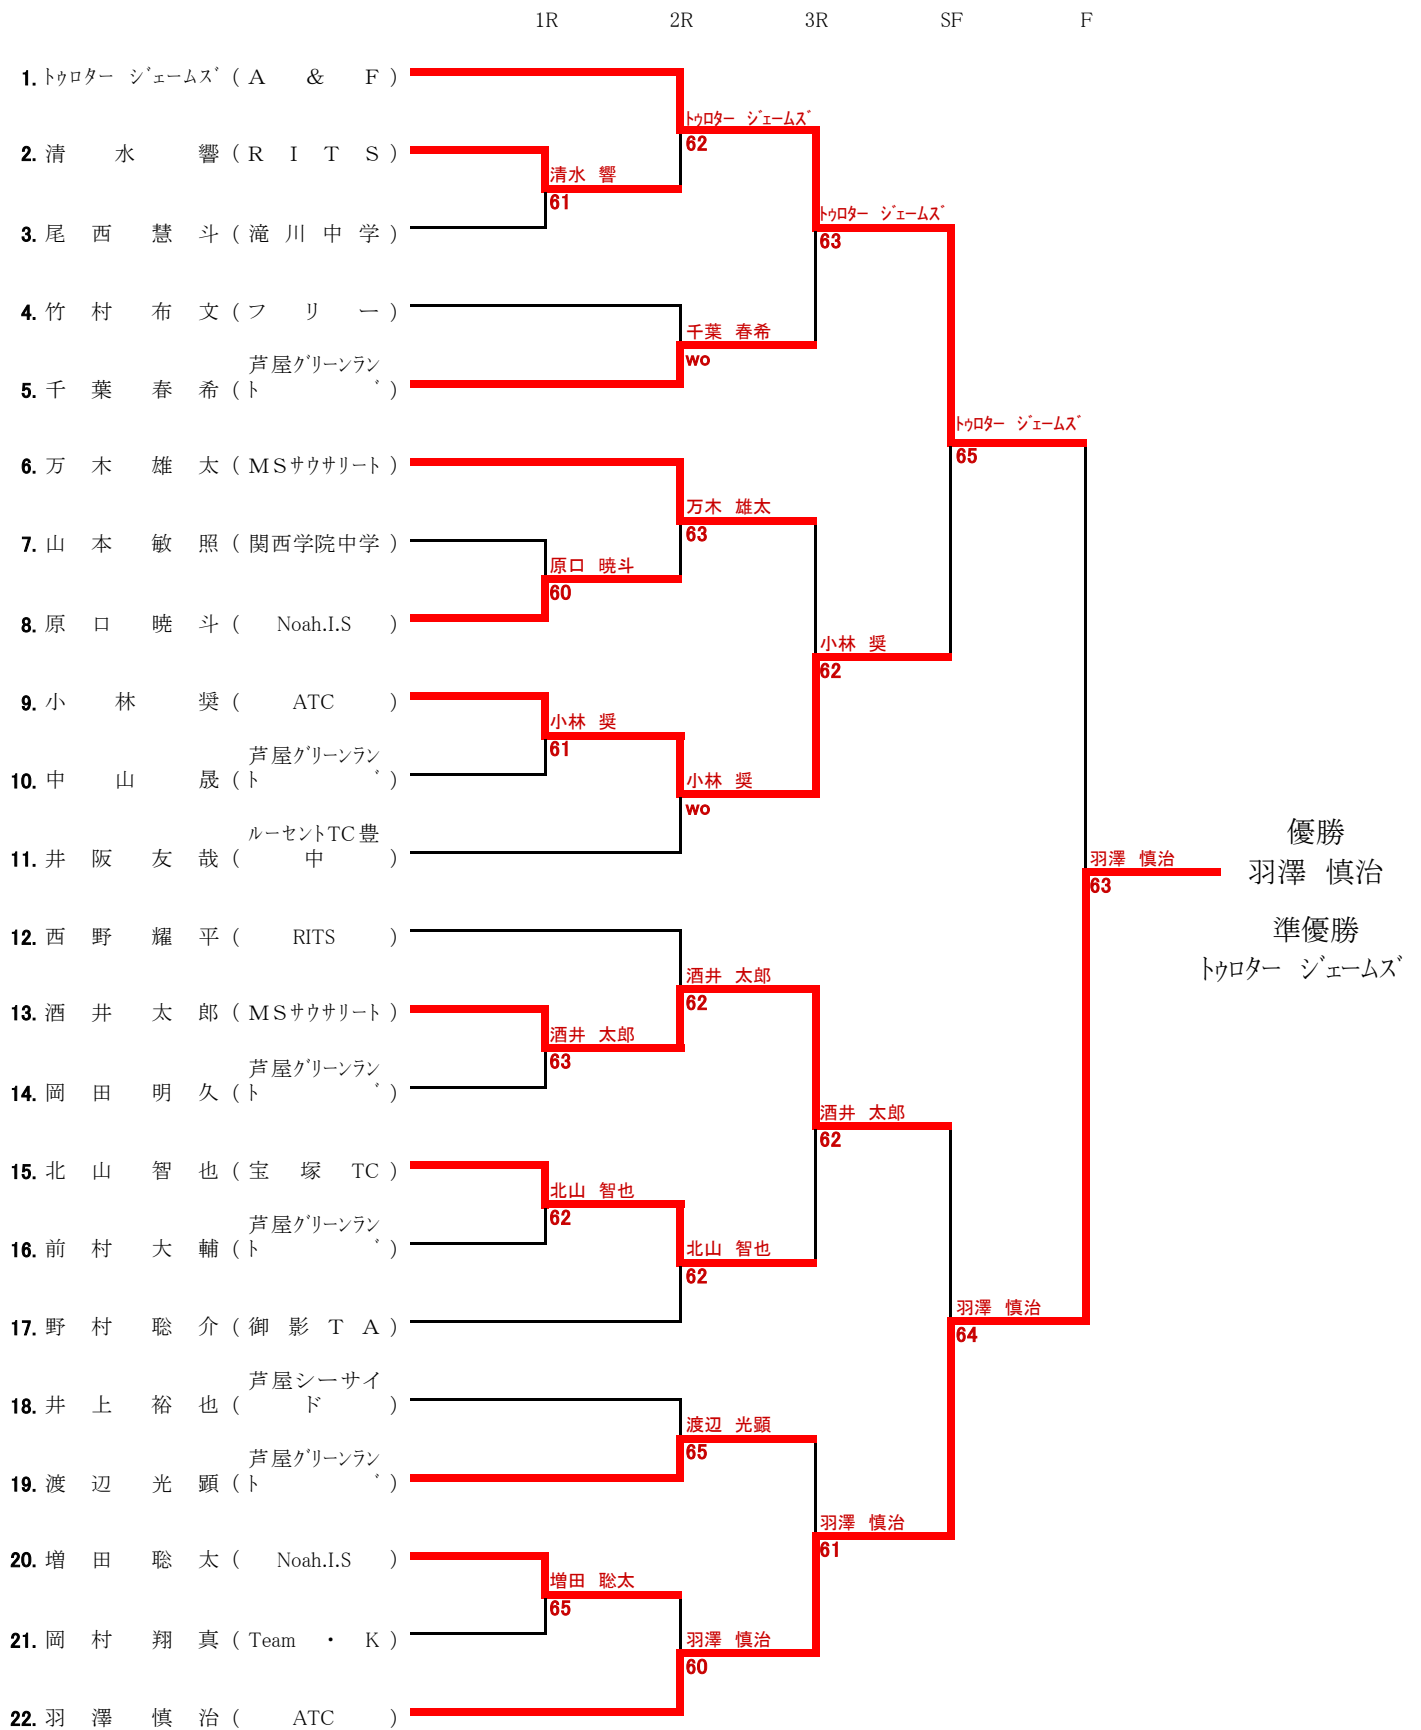 1R 2R 3R SF F
1. トゥロター ジェームズ ( A & F )
トゥロター ジェームズ
62
2. 清水 響 ( R I T S )
清水 響
61
トゥロター ジェームズ
63
3. 尾西 慧斗 ( 滝川中学 )
4. 竹村 布文 ( フリー )
千葉 春希
wo
芦屋グリーンラン
5. 千葉 春希 ( ド )
トゥロター ジェームズ
65
6. 万木 雄太 ( MSサウサリート )
万木 雄太
63
7. 山本 敏照 ( 関西学院中学 )
原口 暁斗
60
8. 原口 暁斗 ( Noah.I.S )
小林 奨
62
9. 小林 奨 ( ATC )
小林 奨
61
芦屋グリーンラン
10. 中山 晟 ( ド )
小林 奨
wo
ルーセントTC豊
11. 井阪 友哉 ( 中 )
優勝
羽澤 慎治
63
羽澤 慎治
12. 西野 耀平 ( RITS )
準優勝
トゥロター ジェームズ
酒井 太郎
62
13. 酒井 太郎 ( MSサウサリート )
酒井 太郎
63
芦屋グリーンラン
14. 岡田 明久 ( ド )
酒井 太郎
62
15. 北山 智也 ( 宝塚TC )
北山 智也
62
芦屋グリーンラン
16. 前村 大輔 ( ド )
北山 智也
62
17. 野村 聡介 ( 御影TA )
羽澤 慎治
64
芦屋シーサイ
18. 井上 裕也 ( ド )
渡辺 光顕
65
芦屋グリーンラン
19. 渡辺 光顕 ( ド )
羽澤 慎治
61
20. 増田 聡太 ( Noah.I.S )
増田 聡太
65
21. 岡村 翔真 ( Team ・ K )
羽澤 慎治
60
22. 羽澤 慎治 ( ATC )